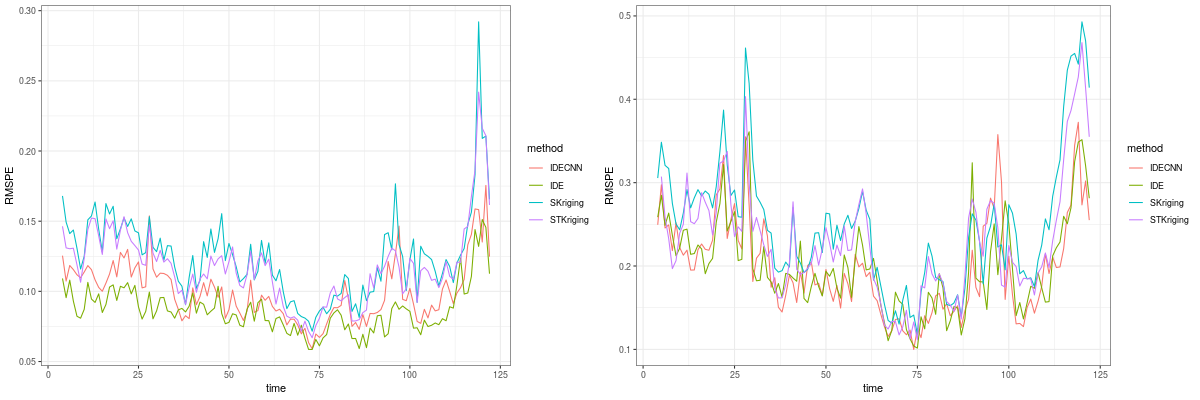 0.30
0.25
0.20
0.15
0.10
0.05
RMSPE
0 25 50 75 100 125
time
method
IDECNN
IDE
SKriging
STKriging
0.5
0.4
0.3
0.2
0.1
RMSPE
0 25 50 75 100 125
time
method
IDECNN
IDE
SKriging
STKriging